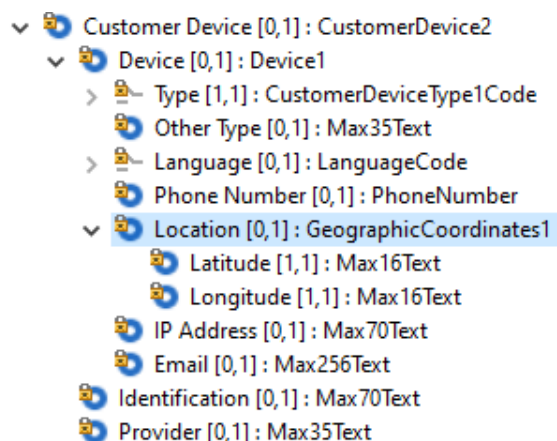 Customer Device [0,1] : CustomerDevice2
Device [0,1] : Device1
Type [1,1] : CustomerDeviceType1Code
Other Type [0,1] : Max35Text
Language [0,1] : LanguageCode
Phone Number [0,1] : PhoneNumber
Location [0,1] : GeographicCoordinates1
Latitude [1,1] : Max16Text
Longitude [1,1] : Max16Text
IP Address [0,1] : Max70Text
Email [0,1] : Max256Text
Identification [0,1] : Max70Text
Provider [0,1] : Max35Text